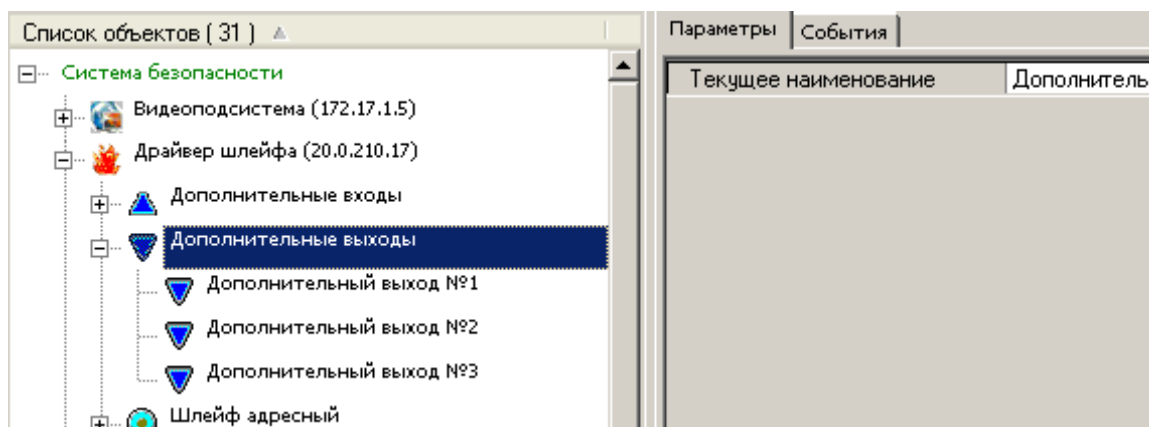 Список объектов ( 31 )
Параметры
События
Система безопасности
Видеоподсистема (172.17.1.5)
Драйвер шлейфа (20.0.210.17)
Дополнительные входы
Дополнительные выходы
Дополнительный выход №1
Дополнительный выход №2
Дополнительный выход №3
Шлейф адресный
Текущее наименование
Дополнитель